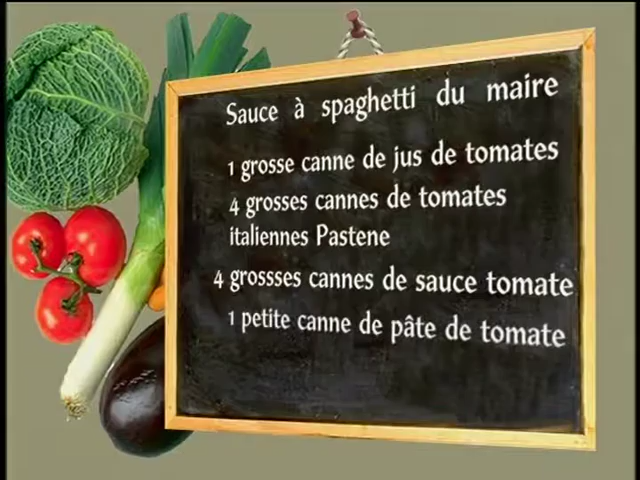 Sauce à spaghetti du maire
1 grosse canne de jus de tomates
4 grosses cannes de tomates
italiennes Pastene
4 grossses cannes de sauce tomate
1 petite canne de pâte de tomate